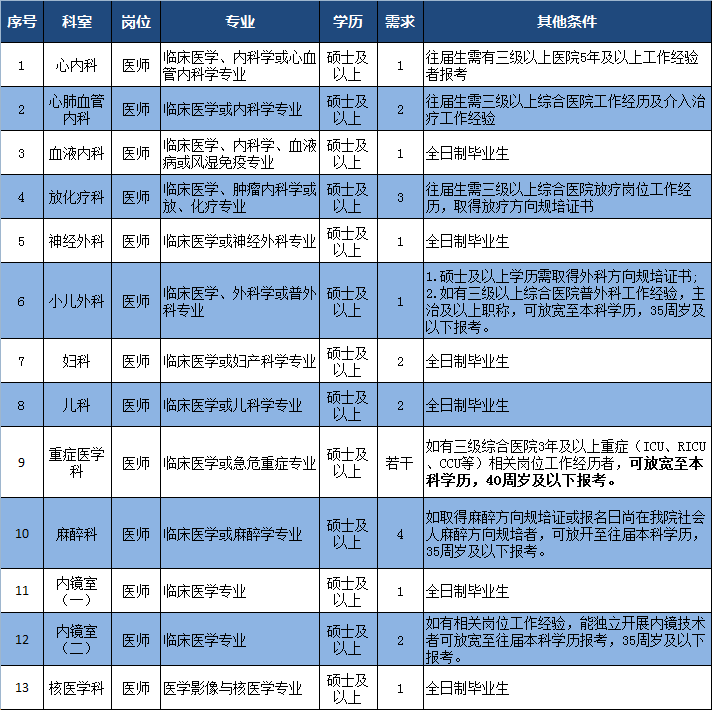 序号 科室 岗位 专业 学历 需求 其他条件
1 心内科 医师 临床医学、内科学或心血管内科学专业 硕士及以上 1 往届生需有三级以上医院5年及以上工作经验者报考
2 心肺血管内科 医师 临床医学或内科学专业 硕士及以上 2 往届生需三级以上综合医院工作经历及介入治疗工作经验
3 血液内科 医师 临床医学、内科学、血液病或风湿免疫专业 硕士及以上 1 全日制毕业生
4 放化疗科 医师 临床医学、肿瘤内科学或放、化疗专业 硕士及以上 3 往届生需三级以上综合医院放疗岗位工作经历，取得放疗方向规培证书
5 神经外科 医师 临床医学或神经外科专业 硕士及以上 1 全日制毕业生
6 小儿外科 医师 临床医学、外科学或普外科专业 硕士及以上 1 1.硕士及以上学历需取得外科方向规培证书;
2.如有三级以上综合医院普外科工作经验，主治及以上职称，可放宽至本科学历，35周岁及以下报考。
7 妇科 医师 临床医学或妇产科学专业 硕士及以上 2 全日制毕业生
8 儿科 医师 临床医学或儿科学专业 硕士及以上 2 全日制毕业生
9 重症医学科 医师 临床医学或急危重症专业 硕士及以上 若干 如有三级综合医院3年及以上重症（ICU、RICU、CCU等）相关岗位工作经历者，可放宽至本科学历，40周岁及以下报考。
10 麻醉科 医师 临床医学或麻醉学专业 硕士及以上 4 如取得麻醉方向规培证或报名日尚在我院社会人麻醉方向规培者，可放开至往届本科学历，35周岁及以下报考。
11 内镜室（一） 医师 临床医学专业 硕士及以上 1 全日制毕业生
12 内镜室（二） 医师 临床医学专业 硕士及以上 2 如有相关岗位工作经验，能独立开展内镜技术者可放宽至往届本科学历报考，35周岁及以下报考。
13 核医学科 医师 医学影像与核医学专业 硕士及以上 1 全日制毕业生